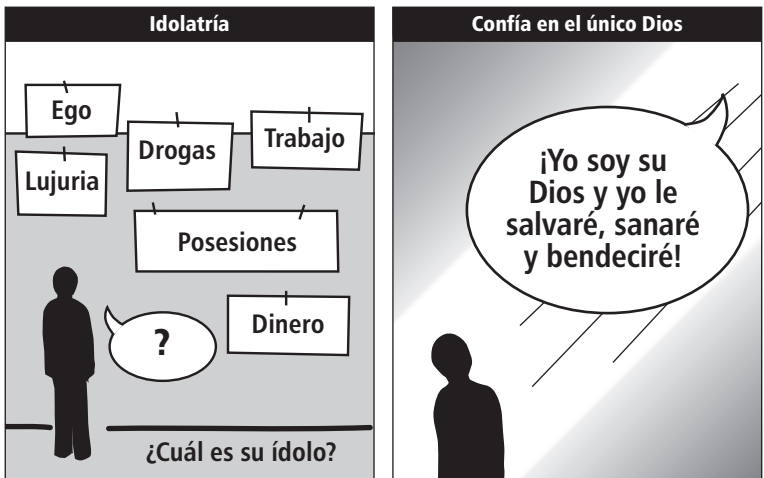 Idolatría
Ego
Drogas
Trabajo
Lujuria
Posesiones
Dinero
?
¿Cuál es su ídolo?
Confía en el único Dios
¡Yo soy su
Dios y yo le
salvaré, sanaré
y bendeciré!